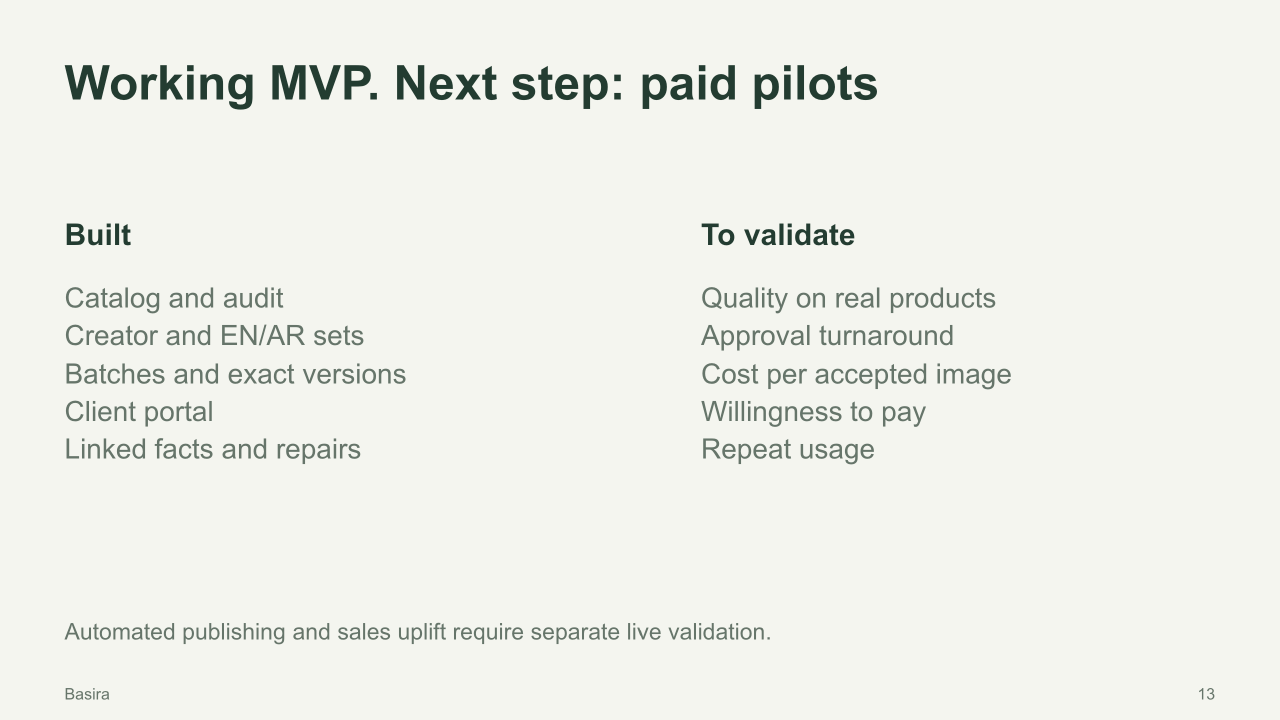 Working MVP. Next step: paid pilots
Built
Catalog and audit
Creator and EN/AR sets
Batches and exact versions
Client portal
Linked facts and repairs
To validate
Quality on real products
Approval turnaround
Cost per accepted image
Willingness to pay
Repeat usage
Automated publishing and sales uplift require separate live validation.
Basira
13